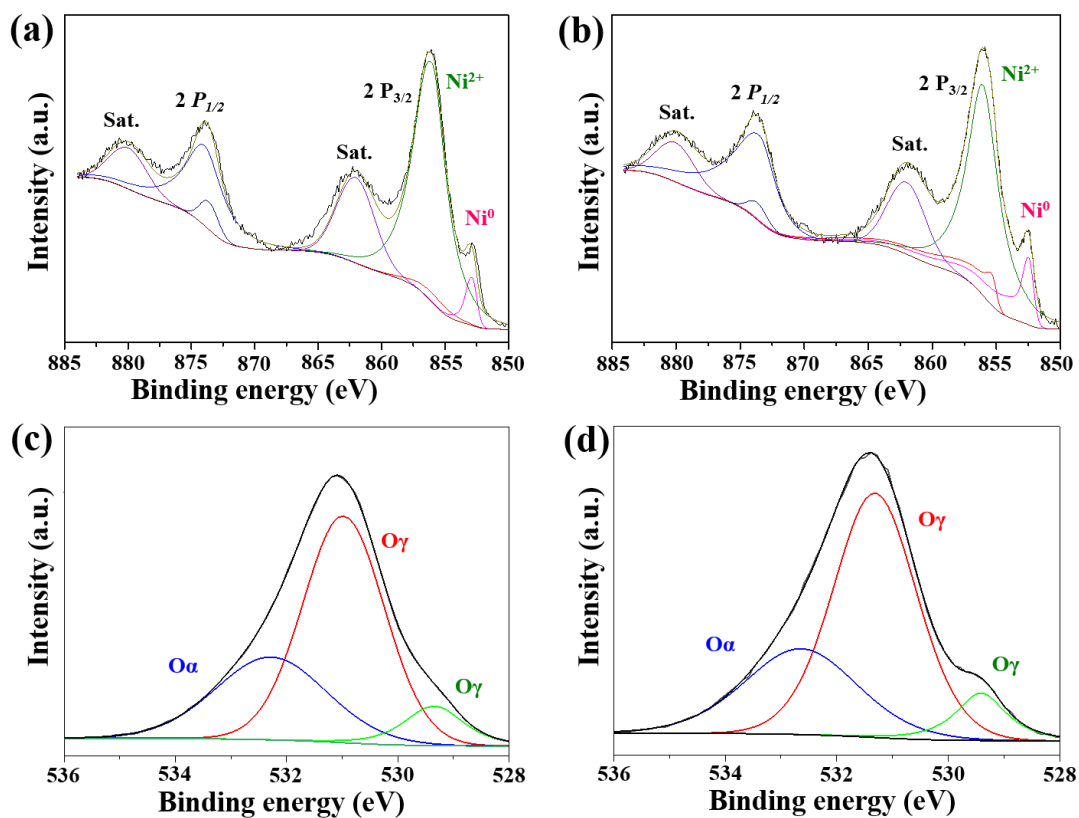 (a)
Ni²⁺
2 P₁/₂
2 P₃/₂
Sat.
Sat.
Ni⁰
Intensity (a.u.)
885 880 875 870 865 860 855 850
Binding energy (eV)
(b)
Ni²⁺
2 P₁/₂
2 P₃/₂
Sat.
Sat.
Ni⁰
Intensity (a.u.)
885 880 875 870 865 860 855 850
Binding energy (eV)
(c)
Oγ
Oα
Oγ
Intensity (a.u.)
536 534 532 530 528
Binding energy (eV)
(d)
Oγ
Oα
Oγ
Intensity (a.u.)
536 534 532 530 528
Binding energy (eV)